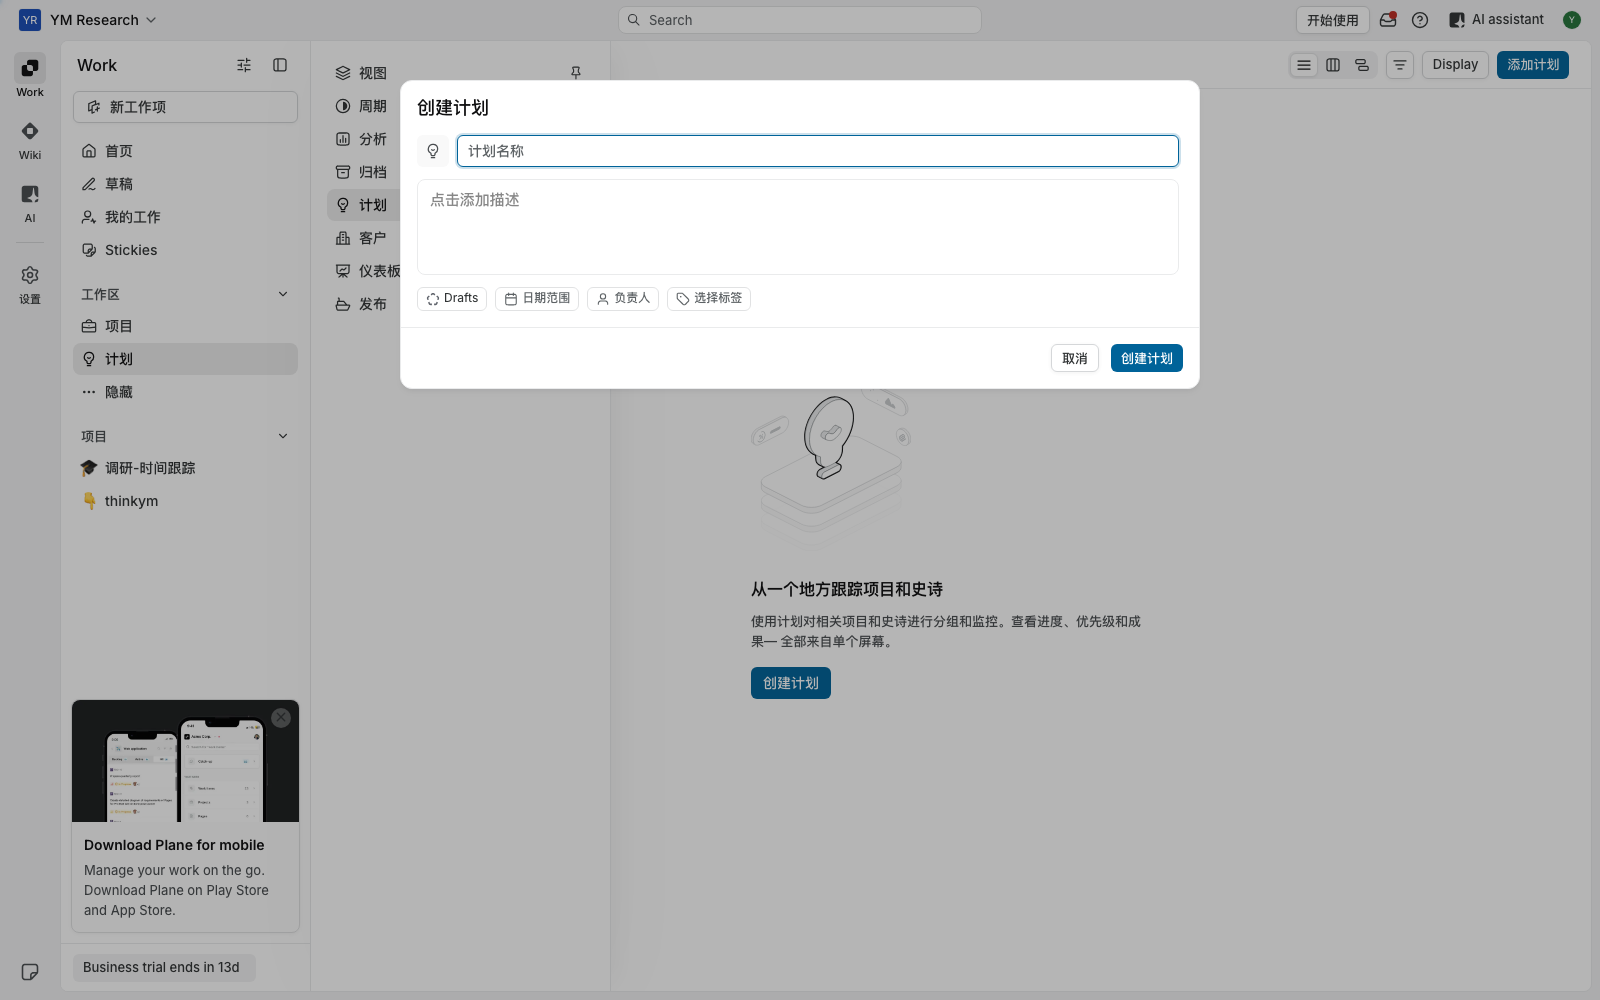 YR YM Research
Search
开始使用
AI assistant
Y
Work
Wiki
AI
设置
Work
新工作项
首页
草稿
我的工作
Stickies
工作区
项目
计划
隐藏
项目
调研-时间跟踪
thinkym
Download Plane for mobile
Manage your work on the go.
Download Plane on Play Store
and App Store.
Business trial ends in 13d
视图
周期
分析
归档
计划
客户
仪表板
发布
Display
添加计划
创建计划
计划名称
点击添加描述
Drafts
日期范围
负责人
选择标签
取消
创建计划
从一个地方跟踪项目和史诗
使用计划对相关项目和史诗进行分组和监控。查看进度、优先级和成
果— 全部来自单个屏幕。
创建计划